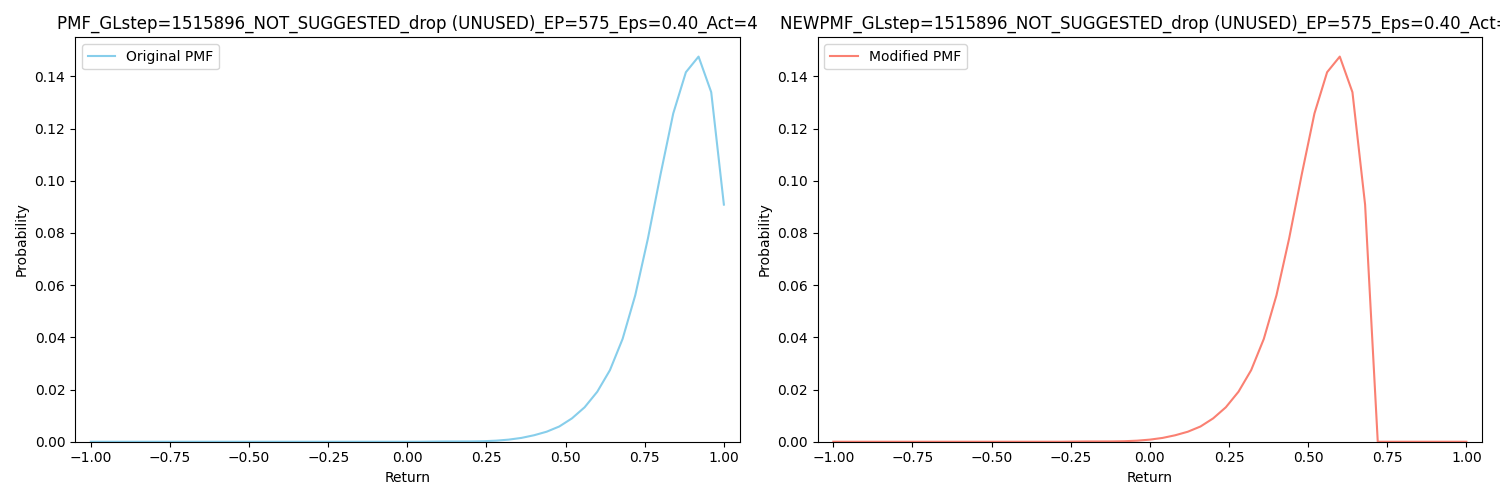 PMF_GLstep=1515896_NOT_SUGGESTED_drop (UNUSED)_EP=575_Eps=0.40_Act=4
Original PMF
0.14
0.12
0.10
0.08
0.06
0.04
0.02
0.00
Probability
−1.00 −0.75 −0.50 −0.25 0.00 0.25 0.50 0.75 1.00
Return
NEWPMF_GLstep=1515896_NOT_SUGGESTED_drop (UNUSED)_EP=575_Eps=0.40_Act=
Modified PMF
0.14
0.12
0.10
0.08
0.06
0.04
0.02
0.00
Probability
−1.00 −0.75 −0.50 −0.25 0.00 0.25 0.50 0.75 1.00
Return